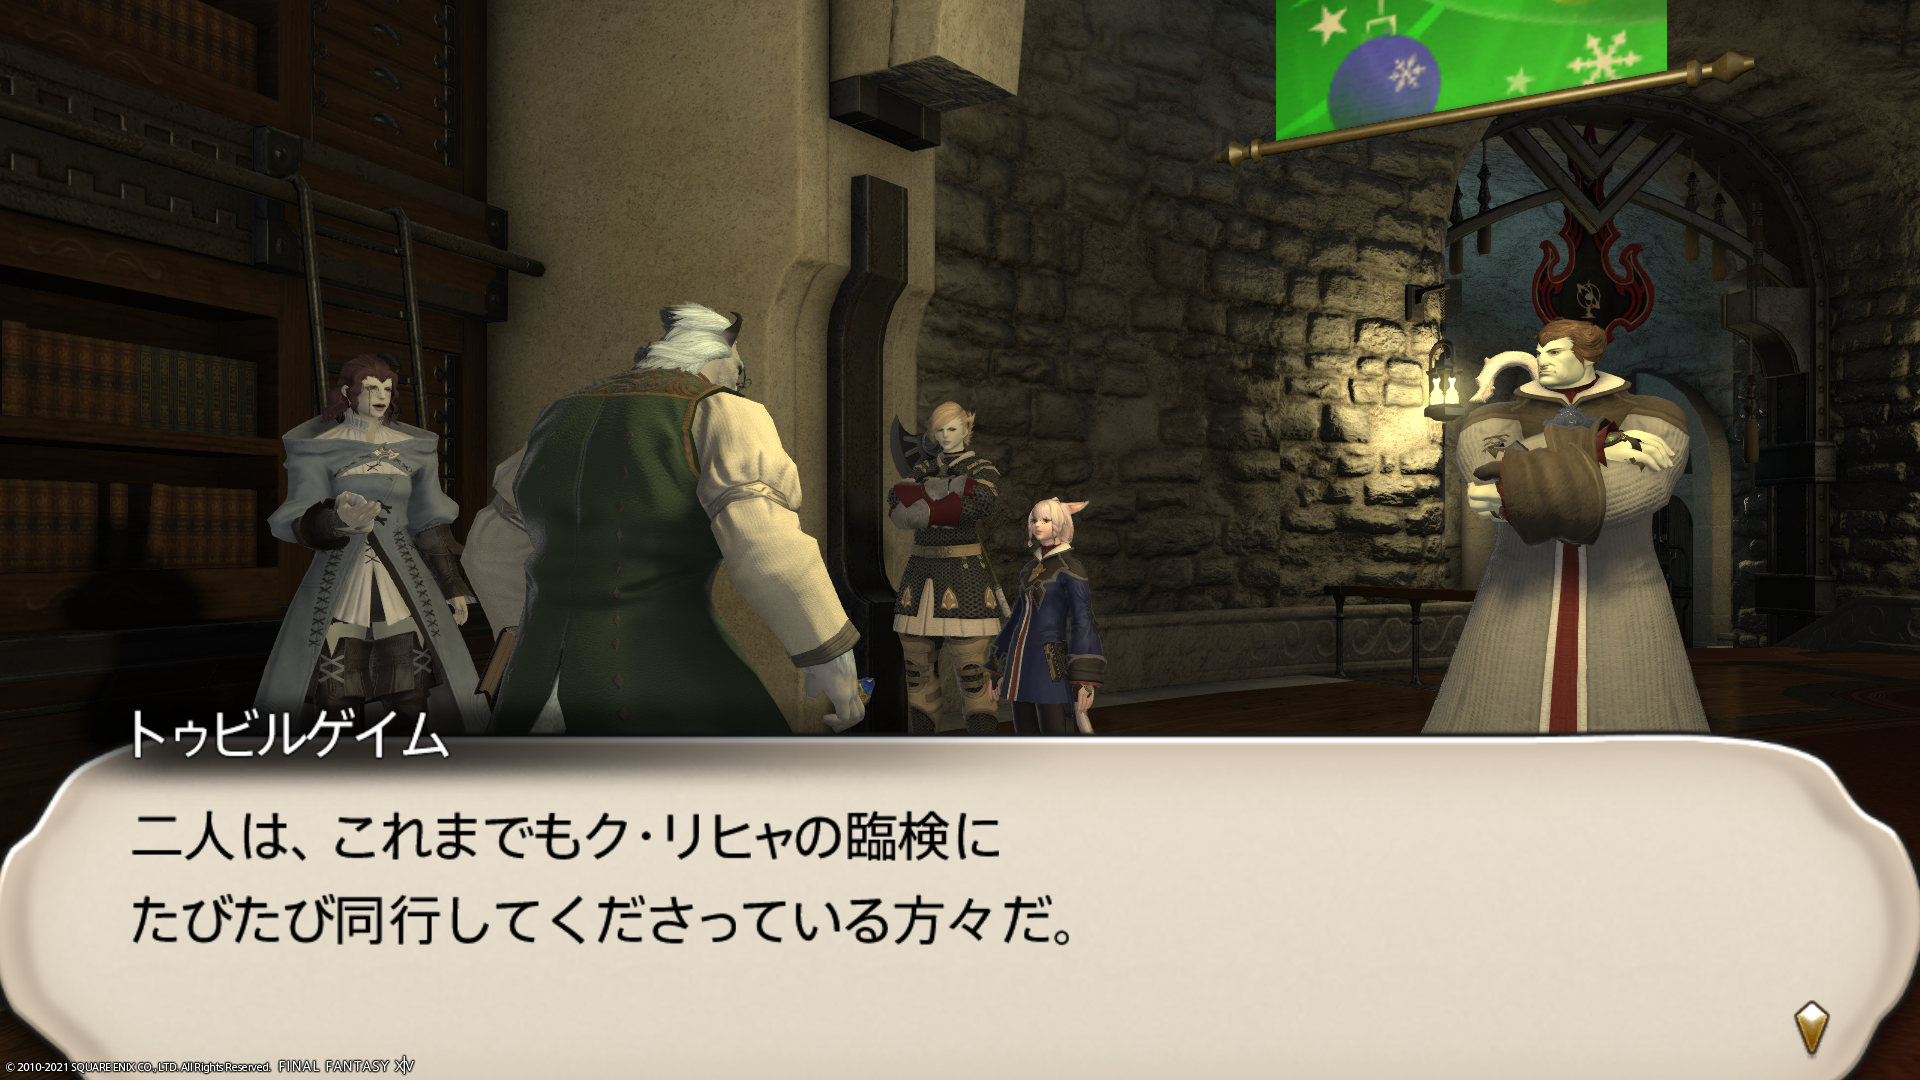 トゥビルゲイム
二人は、これまでもク・リヒャの臨検に
たびたび同行してくださっている方々だ。
© 2010-2021 SQUARE ENIX CO., LTD. All Rights Reserved. FINAL FANTASY XIV